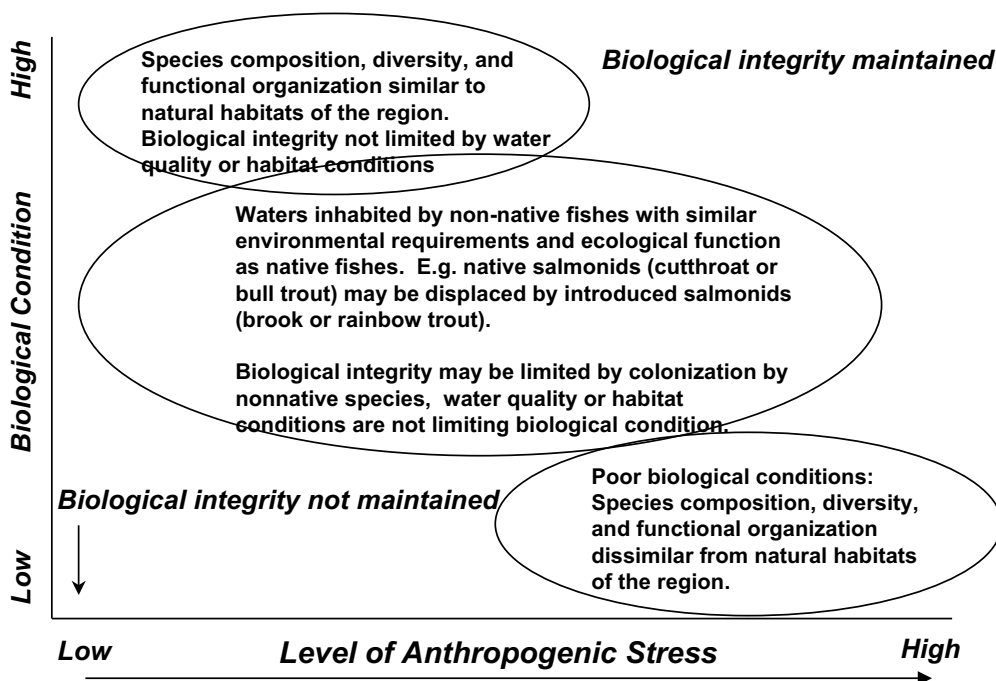 High
Species composition, diversity, and
functional organization similar to
natural habitats of the region.
Biological integrity not limited by water
quality or habitat conditions
Biological integrity maintained
Biological Condition
Waters inhabited by non-native fishes with similar
environmental requirements and ecological function
as native fishes. E.g. native salmonids (cutthroat or
bull trout) may be displaced by introduced salmonids
(brook or rainbow trout).
Biological integrity may be limited by colonization by
nonnative species, water quality or habitat
conditions are not limiting biological condition.
Biological integrity not maintained
Poor biological conditions:
Species composition, diversity,
and functional organization
dissimilar from natural habitats
of the region.
Low
Low
Level of Anthropogenic Stress
High